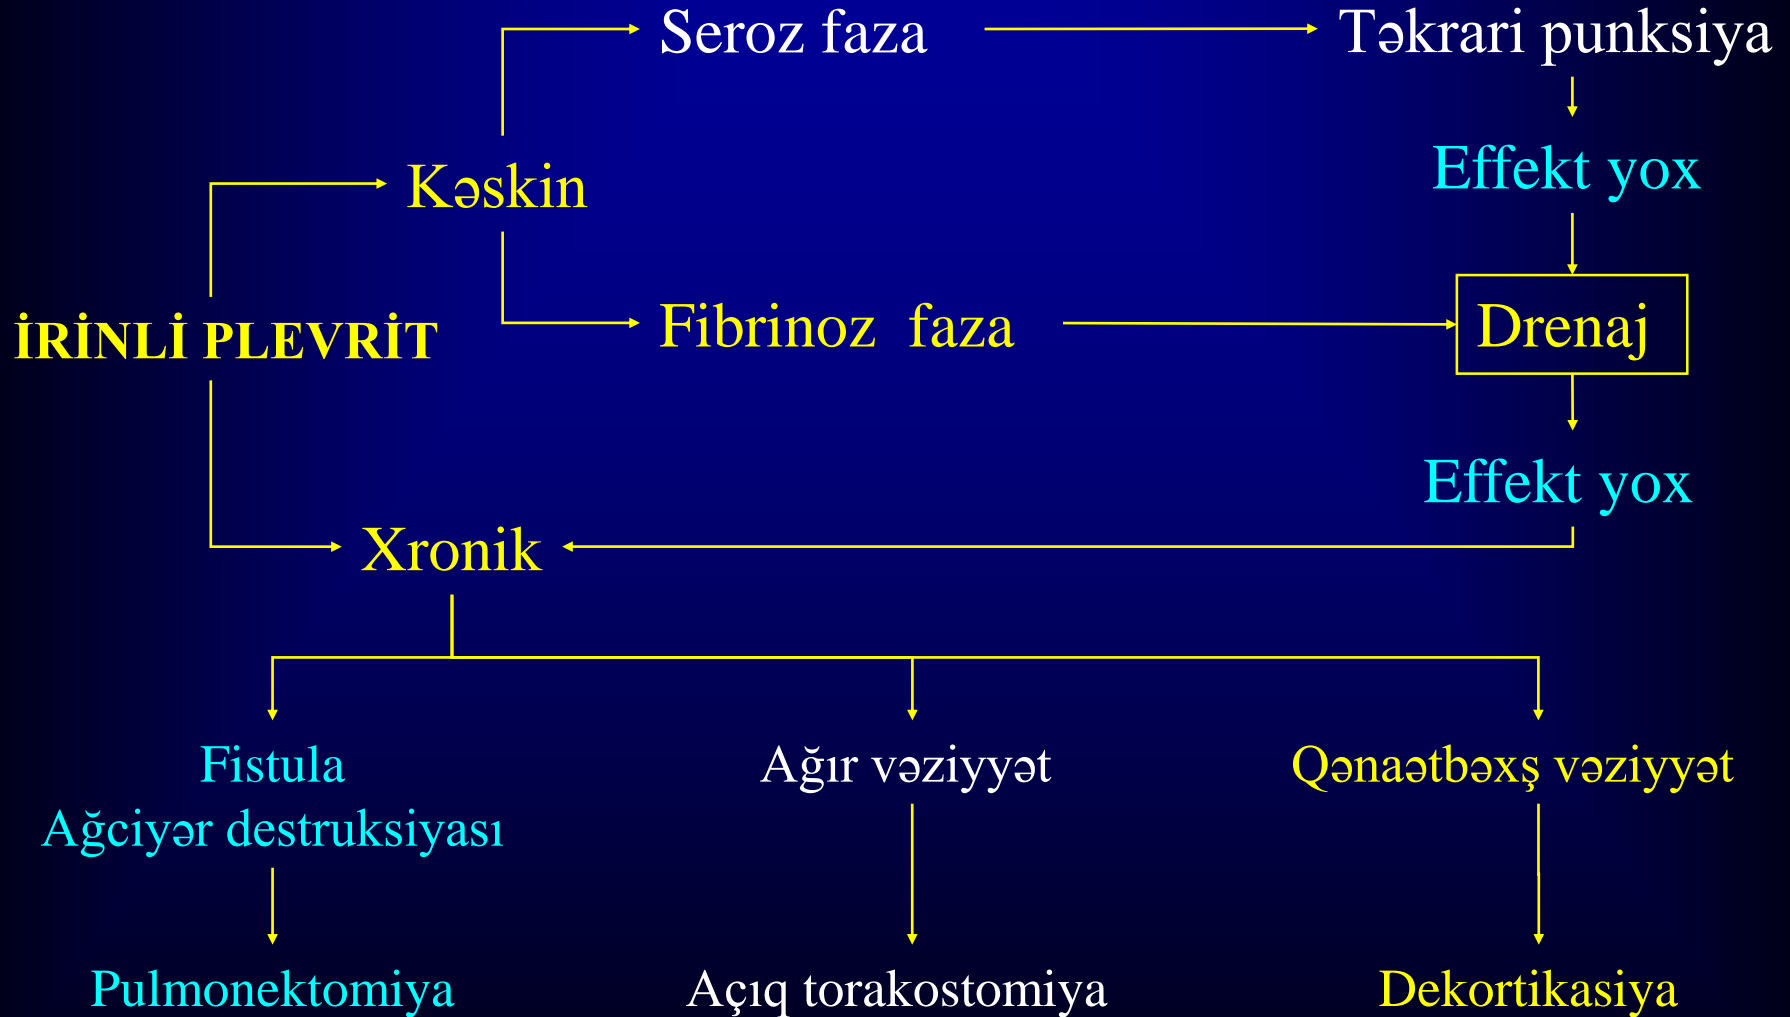 Seroz faza
Təkrari punksiya
Effekt yox
Kəskin
Fibrinoz faza
Drenaj
İRİNLİ PLEVRİT
Effekt yox
Xronik
Fistula
Ağciyər destruksiyası
Ağır vəziyyət
Qənaətbəxş vəziyyət
Pulmonektomiya
Açıq torakostomiya
Dekortikasiya